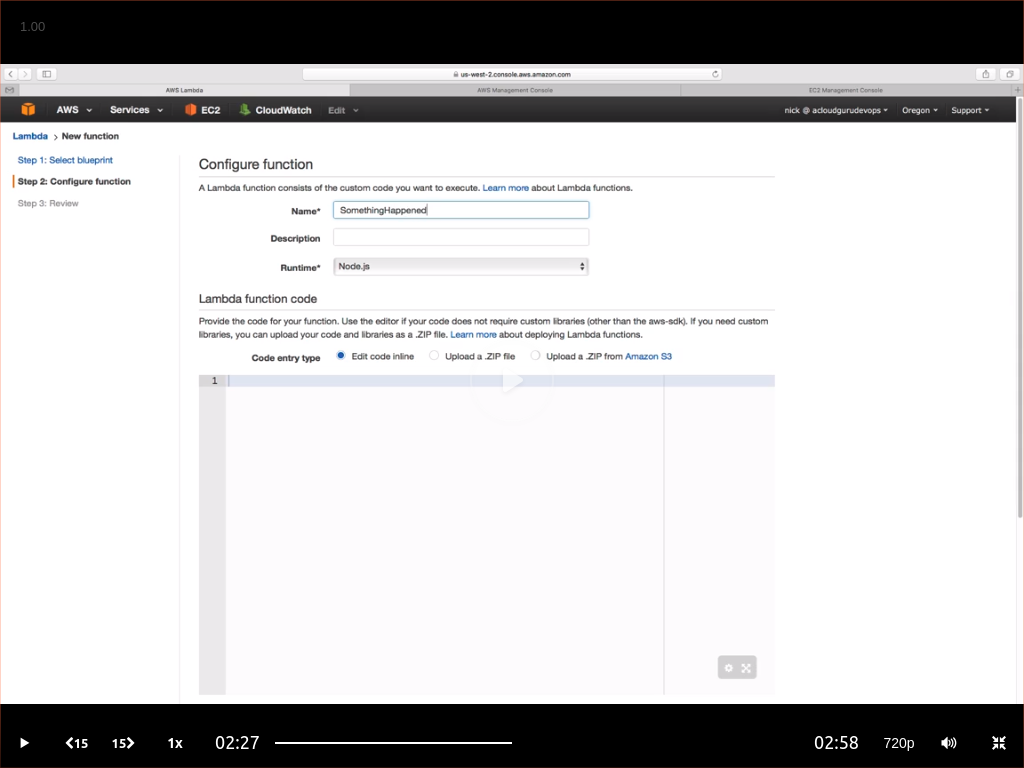 1.00
us-west-2.console.aws.amazon.com
AWS Lambda AWS Management Console EC2 Management Console
AWS Services EC2 CloudWatch Edit nick @ acloudgurudevops Oregon Support
Lambda > New function
Step 1: Select blueprint
Step 2: Configure function
Step 3: Review
Configure function
A Lambda function consists of the custom code you want to execute. Learn more about Lambda functions.
Name* SomethingHappened
Description
Runtime* Node.js
Lambda function code
Provide the code for your function. Use the editor if your code does not require custom libraries (other than the aws-sdk). If you need custom
libraries, you can upload your code and libraries as a .ZIP file. Learn more about deploying Lambda functions.
Code entry type Edit code inline Upload a .ZIP file Upload a .ZIP from Amazon S3
1
15 15 1x 02:27 02:58 720p